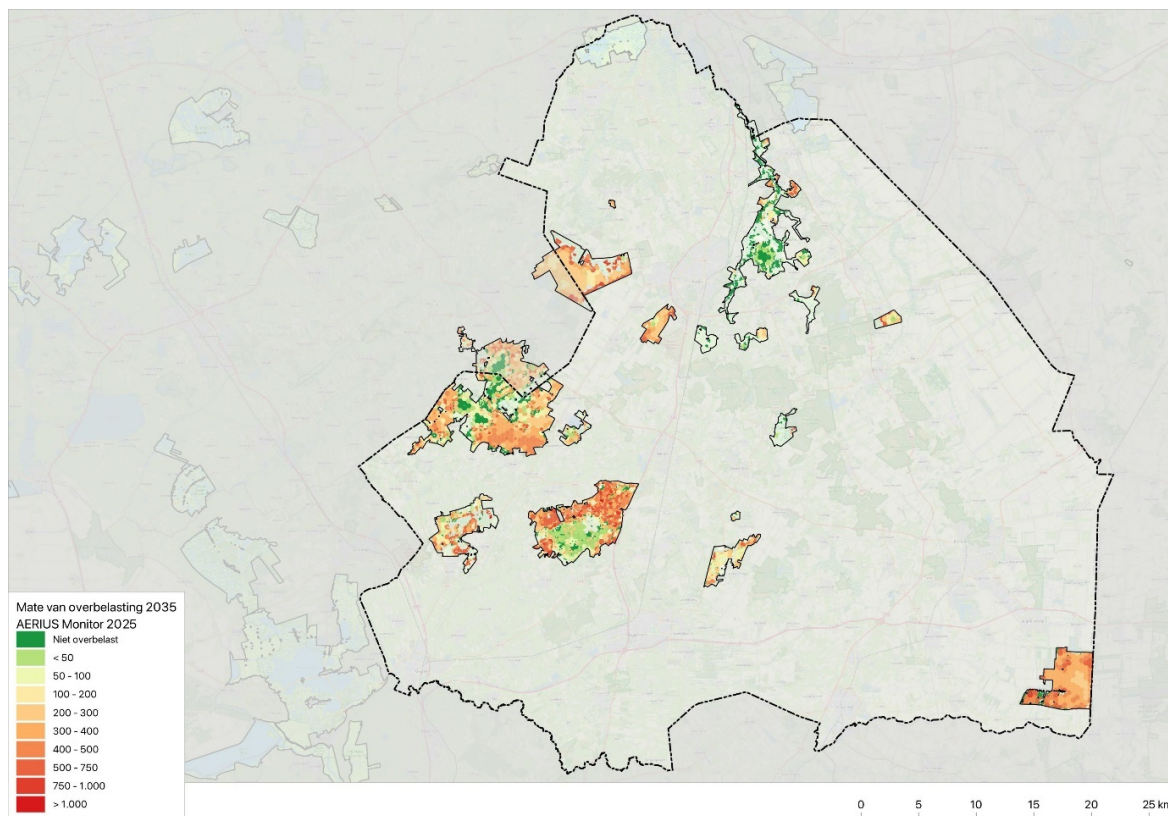 Mate van overbelasting 2035
AERIUS Monitor 2025
Niet overbelast
< 50
50 - 100
100 - 200
200 - 300
300 - 400
400 - 500
500 - 750
750 - 1.000
> 1.000
0 5 10 15 20 25 km